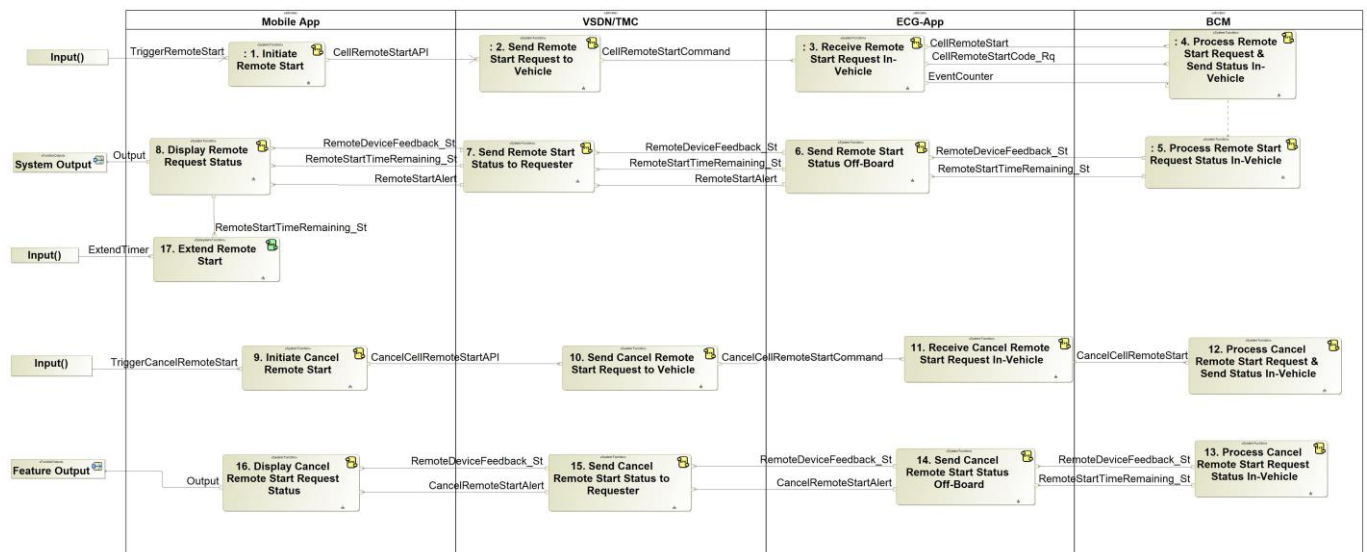 Mobile App
VSDN/TMC
ECG-App
BCM
Input()
TriggerRemoteStart
: 1. Initiate
Remote Start
CellRemoteStartAPI
: 2. Send Remote
Start Request to
Vehicle
CellRemoteStartCommand
: 3. Receive Remote
Start Request In-
Vehicle
CellRemoteStart
CellRemoteStartCode_Rq
EventCounter
: 4. Process Remote
Start Request &
Send Status In-
Vehicle
System Output
Output
8. Display Remote
Request Status
RemoteDeviceFeedback_St
RemoteStartTimeRemaining_St
RemoteStartAlert
7. Send Remote Start
Status to Requester
RemoteDeviceFeedback_St
RemoteStartTimeRemaining_St
RemoteStartAlert
6. Send Remote Start
Status Off-Board
RemoteDeviceFeedback_St
RemoteStartTimeRemaining_St
: 5. Process Remote Start
Request Status In-Vehicle
RemoteStartTimeRemaining_St
Input()
ExtendTimer
17. Extend Remote
Start
Input()
TriggerCancelRemoteStart
9. Initiate Cancel
Remote Start
CancelCellRemoteStartAPI
10. Send Cancel Remote
Start Request to Vehicle
CancelCellRemoteStartCommand
11. Receive Cancel Remote
Start Request In-Vehicle
CancelCellRemoteStart
12. Process Cancel
Remote Start Request &
Send Status In-Vehicle
Feature Output
Output
16. Display Cancel
Remote Start Request
Status
RemoteDeviceFeedback_St
CancelRemoteStartAlert
15. Send Cancel
Remote Start Status to
Requester
RemoteDeviceFeedback_St
CancelRemoteStartAlert
14. Send Cancel
Remote Start Status
Off-Board
RemoteDeviceFeedback_St
RemoteStartTimeRemaining_St
13. Process Cancel
Remote Start Request
Status In-Vehicle